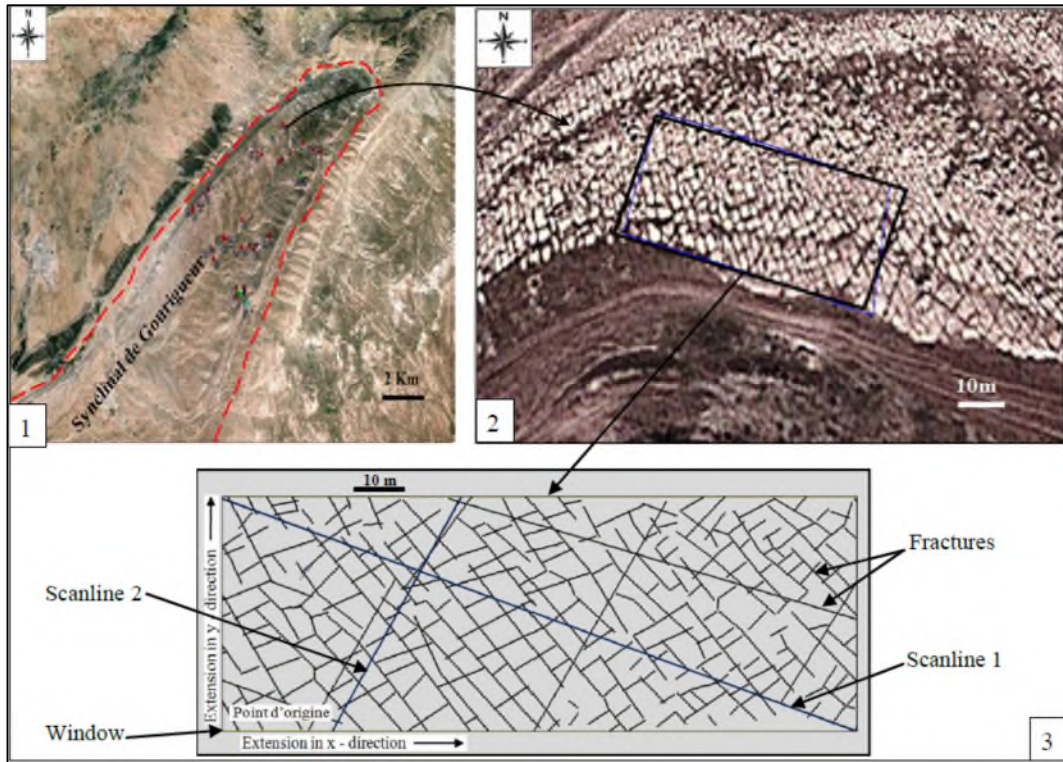 N
Synclinal de Gourigueur
2 Km
1
N
10m
2
10 m
Extension in y - direction
Fractures
Scanline 2
Scanline 1
Point d'origine
Window
Extension in x - direction
3